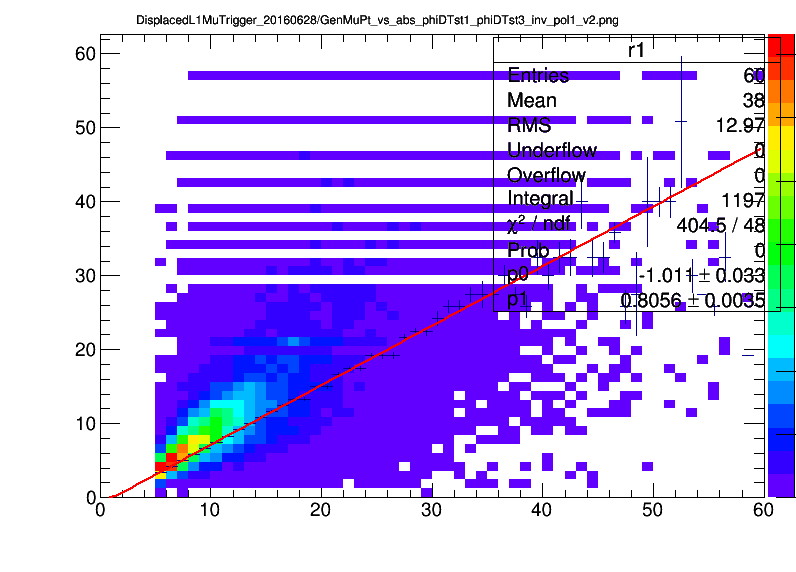 DisplacedL1MuTrigger_20160628/GenMuPt_vs_abs_phiDTst1_phiDTst3_inv_pol1_v2.png
r1
Entries 60
Mean 38
RMS 12.97
Underflow 0
Overflow 0
Integral 1197
χ² / ndf 404.5 / 48
Prob 0
p0 -1.011 ± 0.033
p1 0.8056 ± 0.0035
60
50
40
30
20
10
0
0 10 20 30 40 50 60